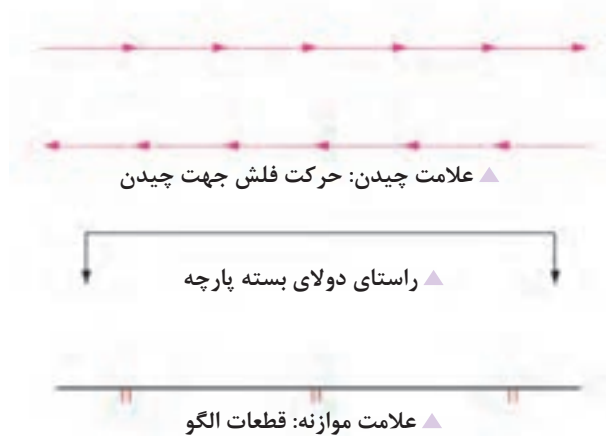 علامت چیدن: حرکت فلش جهت چیدن
راستای دولای بسته پارچه
علامت موازنه: قطعات الگو